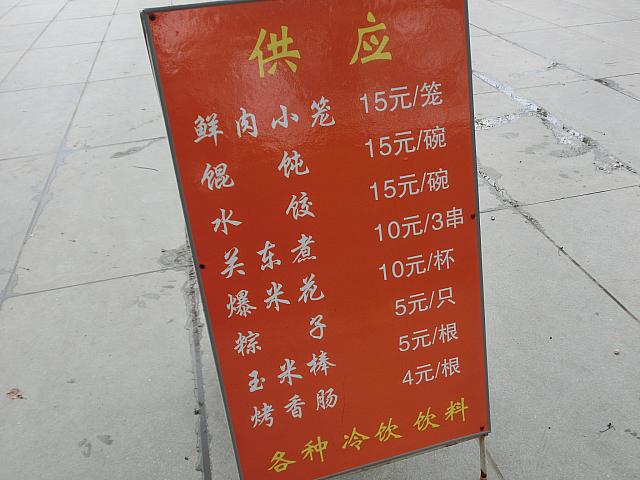 供应
鲜肉小笼 15元/笼
馄饨 15元/碗
水饺 15元/碗
关东煮 10元/3串
爆米花 10元/杯
粽子 5元/只
玉米棒 5元/根
烤香肠 4元/根
各种冷饮饮料